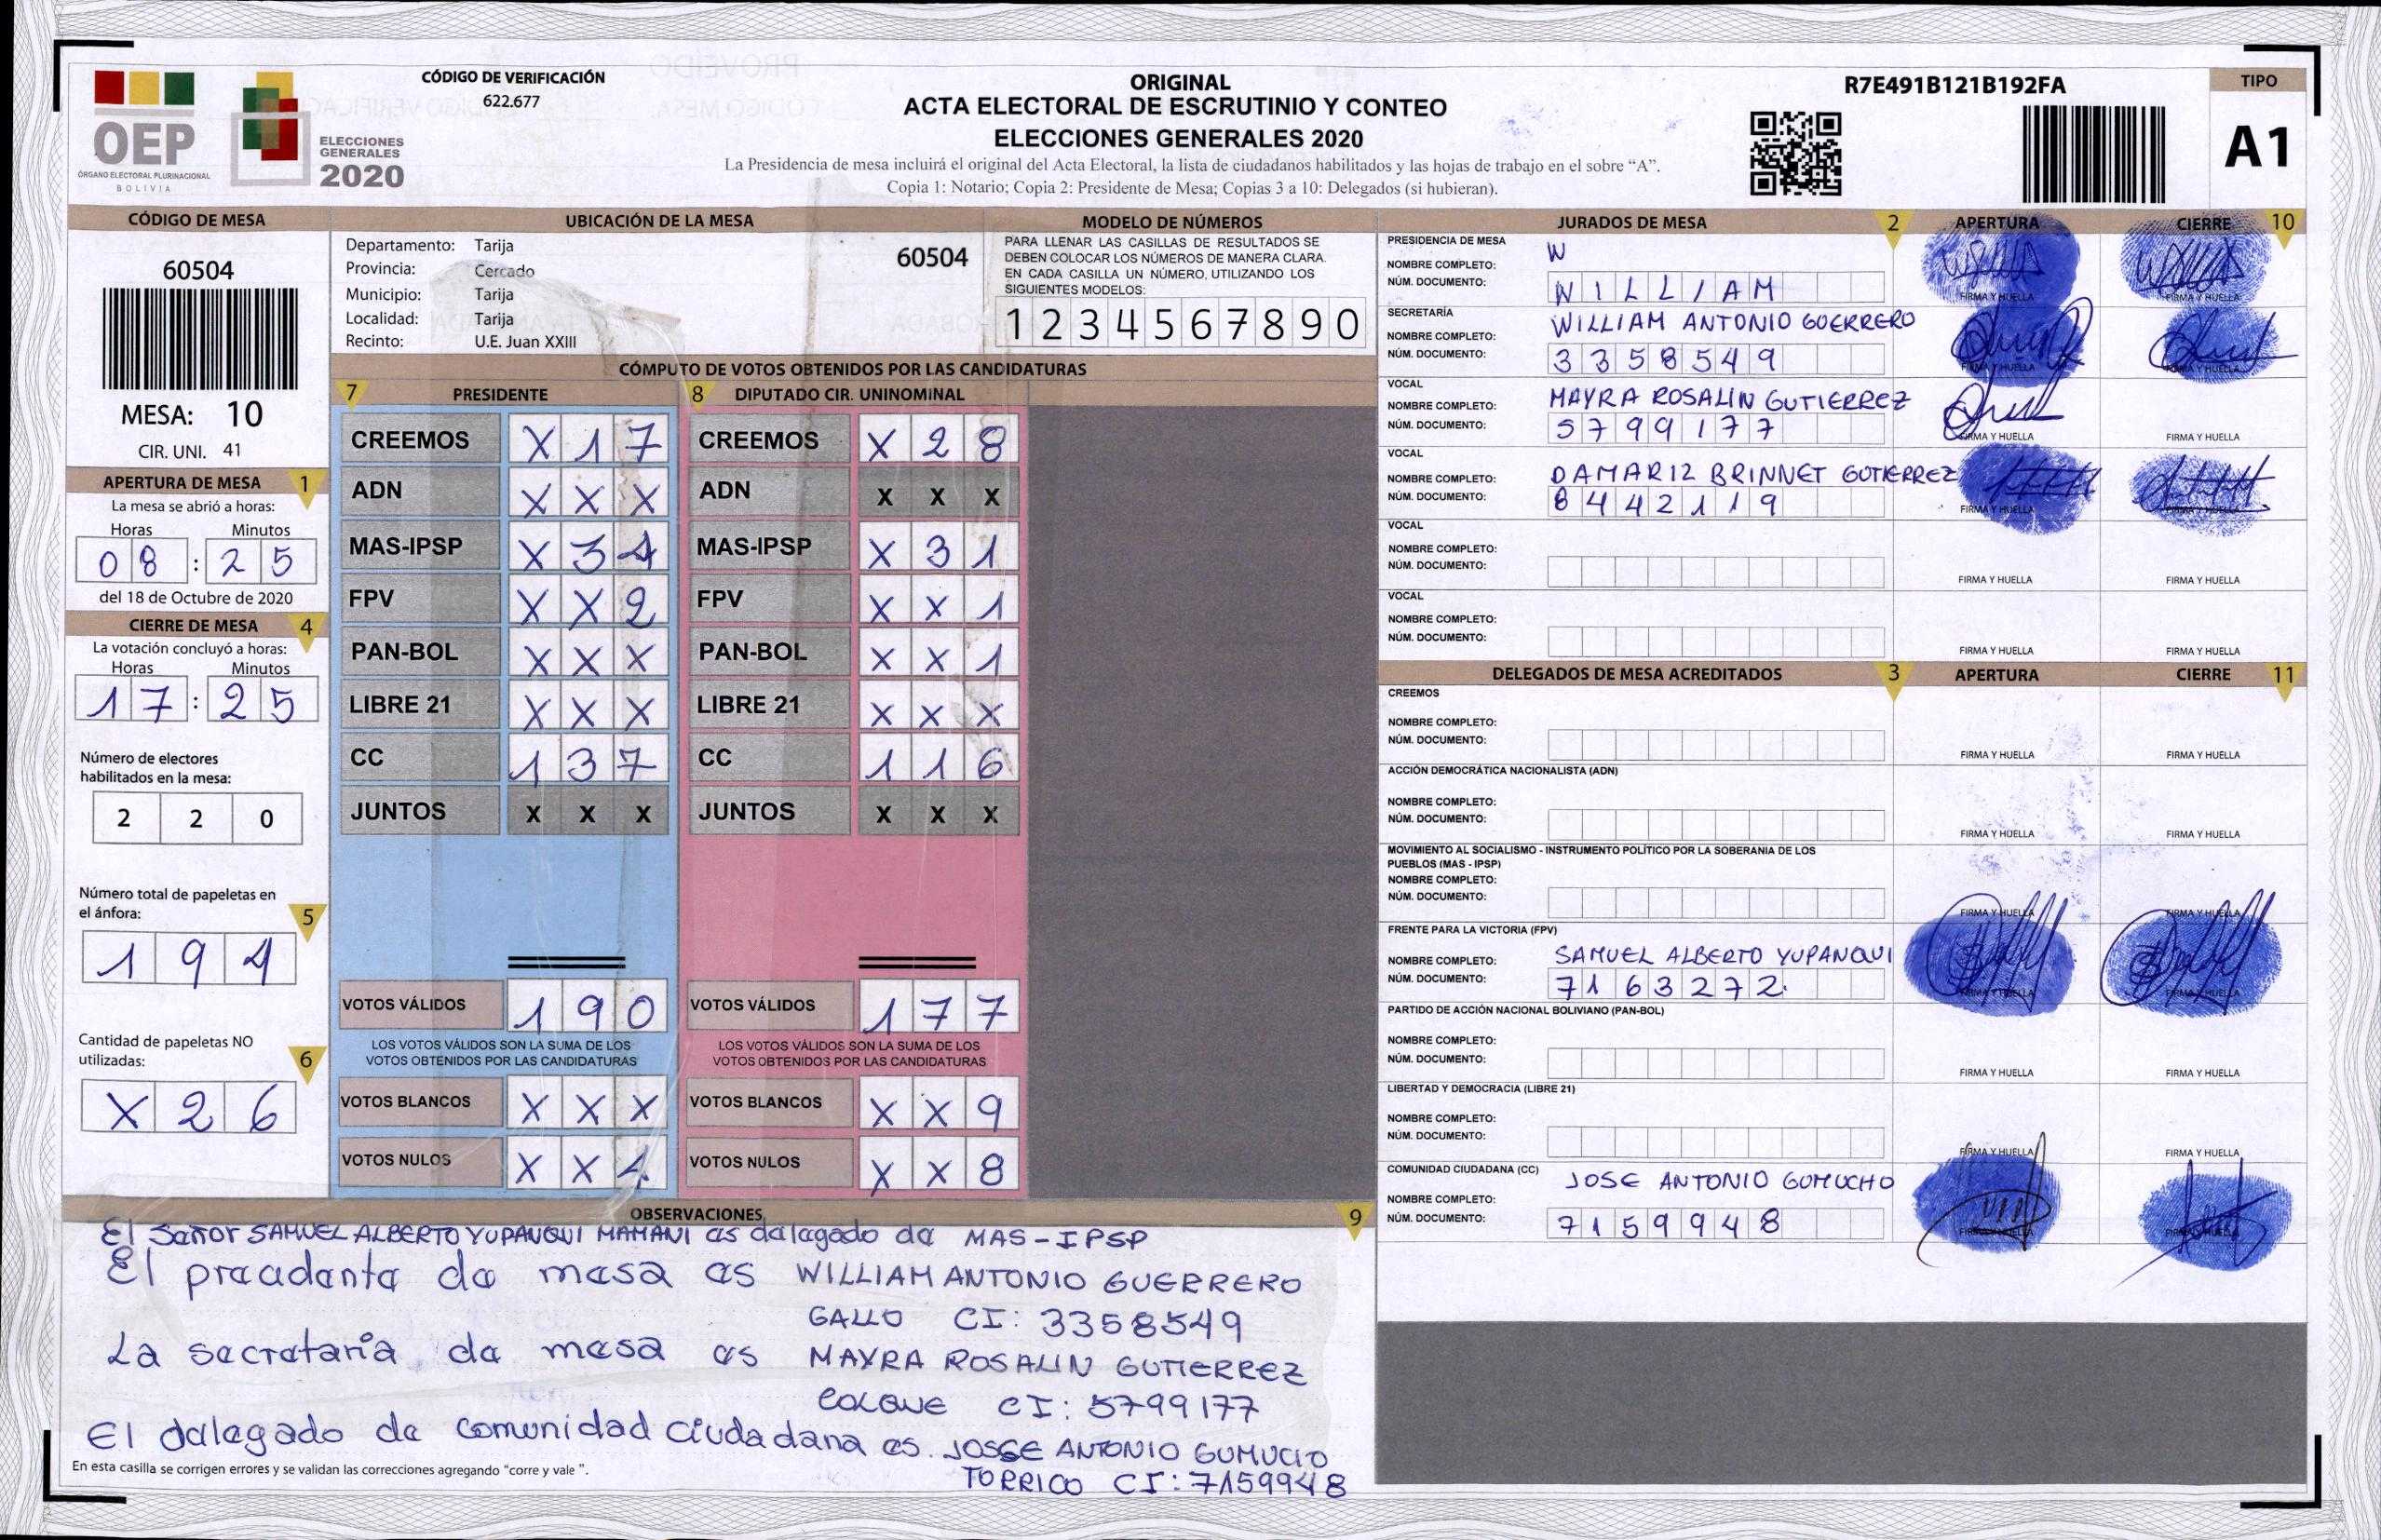 CÓDIGO DE VERIFICACIÓN
622.677
OEP
ÓRGANO ELECTORAL PLURINACIONAL
BOLIVIA
ELECCIONES
GENERALES
2020
ORIGINAL
ACTA ELECTORAL DE ESCRUTINIO Y CONTEO
ELECCIONES GENERALES 2020
La Presidencia de mesa incluirá el original del Acta Electoral, la lista de ciudadanos habilitados y las hojas de trabajo en el sobre “A”.
Copia 1: Notario; Copia 2: Presidente de Mesa; Copias 3 a 10: Delegados (si hubieran).
R7E491B121B192FA
TIPO
A1
CÓDIGO DE MESA
60504
MESA: 10
CIR. UNI. 41
APERTURA DE MESA 1
La mesa se abrió a horas:
Horas Minutos
08 : 25
del 18 de Octubre de 2020
CIERRE DE MESA 4
La votación concluyó a horas:
Horas Minutos
17 : 25
Número de electores
habilitados en la mesa:
2 2 0
Número total de papeletas en
el ánfora: 5
1 9 4
Cantidad de papeletas NO
utilizadas: 6
X 2 6
UBICACIÓN DE LA MESA
Departamento: Tarija
60504
Provincia: Cercado
Municipio: Tarija
Localidad: Tarija
Recinto: U.E. Juan XXIII
MODELO DE NÚMEROS
PARA LLENAR LAS CASILLAS DE RESULTADOS SE
DEBEN COLOCAR LOS NÚMEROS DE MANERA CLARA.
EN CADA CASILLA UN NÚMERO, UTILIZANDO LOS
SIGUIENTES MODELOS:
1 2 3 4 5 6 7 8 9 0
CÓMPUTO DE VOTOS OBTENIDOS POR LAS CANDIDATURAS
7 PRESIDENTE
CREEMOS X 1 7
ADN X X X
MAS-IPSP X 3 4
FPV X X 2
PAN-BOL X X X
LIBRE 21 X X X
CC 1 3 7
JUNTOS X X X
VOTOS VÁLIDOS 1 9 0
LOS VOTOS VÁLIDOS SON LA SUMA DE LOS
VOTOS OBTENIDOS POR LAS CANDIDATURAS
VOTOS BLANCOS X X X
VOTOS NULOS X X 4
8 DIPUTADO CIR. UNINOMINAL
CREEMOS X 2 8
ADN X X X
MAS-IPSP X 3 1
FPV X X 1
PAN-BOL X X 1
LIBRE 21 X X X
CC 1 1 6
JUNTOS X X X
VOTOS VÁLIDOS 1 7 7
LOS VOTOS VÁLIDOS SON LA SUMA DE LOS
VOTOS OBTENIDOS POR LAS CANDIDATURAS
VOTOS BLANCOS X X 9
VOTOS NULOS X X 8
OBSERVACIONES 9
El Señor SAMUEL ALBERTO YUPANQUI MAMANI es delegado de MAS-IPSP
El precidente de mesa es WILLIAM ANTONIO GUERRERO
GALLO CI: 3358549
La secretaria de mesa es MAYRA ROSALIN GUTIERREZ
COLQUE CI: 5799177
El delegado de comunidad Ciudadana es. JOSGE ANTONIO GUMUCIO
TORRICO CI: 7159948
En esta casilla se corrigen errores y se validan las correcciones agregando “corre y vale ”.
JURADOS DE MESA 2 APERTURA CIERRE 10
PRESIDENCIA DE MESA W
NOMBRE COMPLETO:
NÚM. DOCUMENTO: WILLIAM
FIRMA Y HUELLA FIRMA Y HUELLA
SECRETARÍA
NOMBRE COMPLETO: WILLIAM ANTONIO GUERRERO
NÚM. DOCUMENTO: 3358549
FIRMA Y HUELLA FIRMA Y HUELLA
VOCAL
NOMBRE COMPLETO: MAYRA ROSALIN GUTIERREZ
NÚM. DOCUMENTO: 5799177
FIRMA Y HUELLA FIRMA Y HUELLA
VOCAL
NOMBRE COMPLETO: DAMARIZ BRINNET GUTIERREZ
NÚM. DOCUMENTO: 8442119
FIRMA Y HUELLA FIRMA Y HUELLA
VOCAL
NOMBRE COMPLETO:
NÚM. DOCUMENTO:
FIRMA Y HUELLA FIRMA Y HUELLA
VOCAL
NOMBRE COMPLETO:
NÚM. DOCUMENTO:
FIRMA Y HUELLA FIRMA Y HUELLA
DELEGADOS DE MESA ACREDITADOS 3 APERTURA CIERRE 11
CREEMOS
NOMBRE COMPLETO:
NÚM. DOCUMENTO:
FIRMA Y HUELLA FIRMA Y HUELLA
ACCIÓN DEMOCRÁTICA NACIONALISTA (ADN)
NOMBRE COMPLETO:
NÚM. DOCUMENTO:
FIRMA Y HUELLA FIRMA Y HUELLA
MOVIMIENTO AL SOCIALISMO - INSTRUMENTO POLÍTICO POR LA SOBERANIA DE LOS
PUEBLOS (MAS - IPSP)
NOMBRE COMPLETO:
NÚM. DOCUMENTO:
FIRMA Y HUELLA FIRMA Y HUELLA
FRENTE PARA LA VICTORIA (FPV)
NOMBRE COMPLETO: SAMUEL ALBERTO YUPANQUI
NÚM. DOCUMENTO: 7163272.
FIRMA Y HUELLA FIRMA Y HUELLA
PARTIDO DE ACCIÓN NACIONAL BOLIVIANO (PAN-BOL)
NOMBRE COMPLETO:
NÚM. DOCUMENTO:
FIRMA Y HUELLA FIRMA Y HUELLA
LIBERTAD Y DEMOCRACIA (LIBRE 21)
NOMBRE COMPLETO:
NÚM. DOCUMENTO:
FIRMA Y HUELLA FIRMA Y HUELLA
COMUNIDAD CIUDADANA (CC) JOSE ANTONIO GUMUCHO
NOMBRE COMPLETO:
NÚM. DOCUMENTO: 7159948
FIRMA Y HUELLA FIRMA Y HUELLA